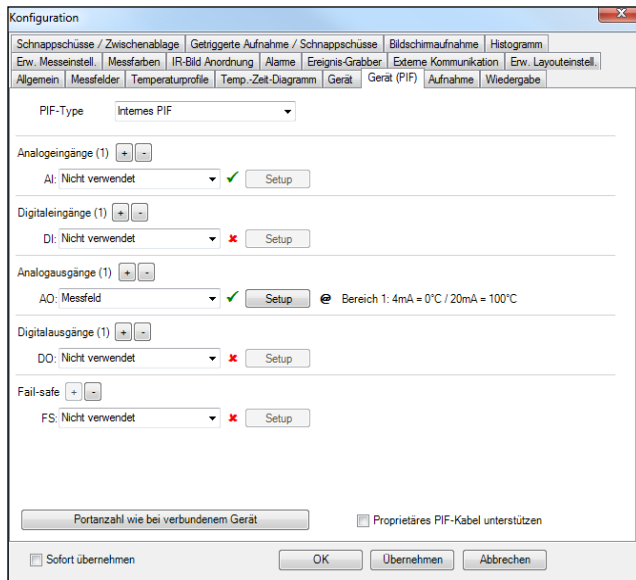 Konfiguration
x
Schnappschüsse / Zwischenablage Getriggerte Aufnahme / Schnappschüsse Bildschimaufnahme Histogramm
Erw. Messeinstell. Messfarben IR-Bild Anordnung Alarme Ereignis-Grabber Externe Kommunikation Erw. Layouteinstell.
Allgemein Messfelder Temperaturprofile Temp.-Zeit-Diagramm Gerät Gerät (PIF) Aufnahme Wiedergabe
PIF-Type Internes PIF
Analogeingänge (1) + -
AI: Nicht verwendet Setup
Digitaleingänge (1) + -
DI: Nicht verwendet Setup
Analogausgänge (1) + -
AO: Messfeld Setup @ Bereich 1: 4mA = 0°C / 20mA = 100°C
Digitalausgänge (1) + -
DO: Nicht verwendet Setup
Fail-safe + -
FS: Nicht verwendet Setup
Portanzahl wie bei verbundenem Gerät Proprietäres PIF-Kabel unterstützen
Sofort übernehmen OK Übernehmen Abbrechen